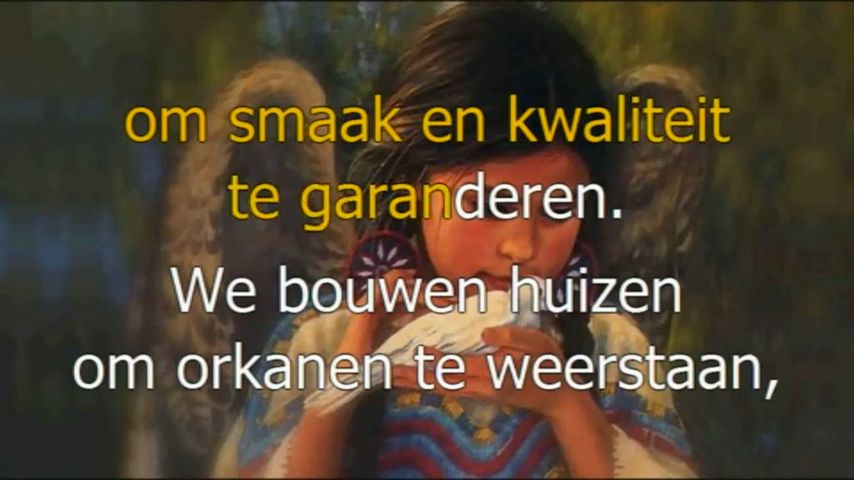 om smaak en kwaliteit
te garanderen.
We bouwen huizen
om orkanen te weerstaan,